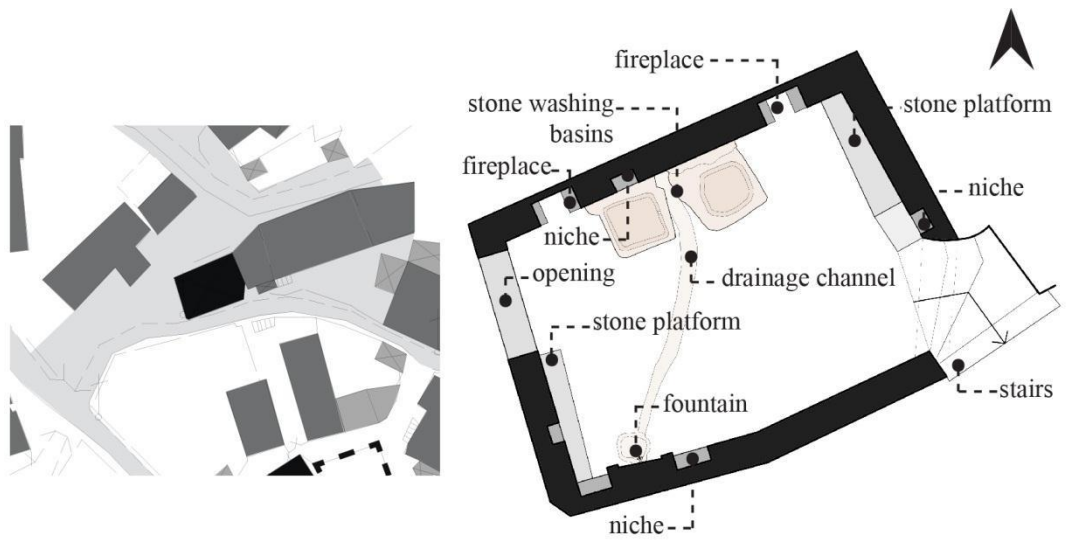 fireplace
stone washing
basins
stone platform
fireplace
niche
niche
opening
drainage channel
stone platform
fountain
stairs
niche